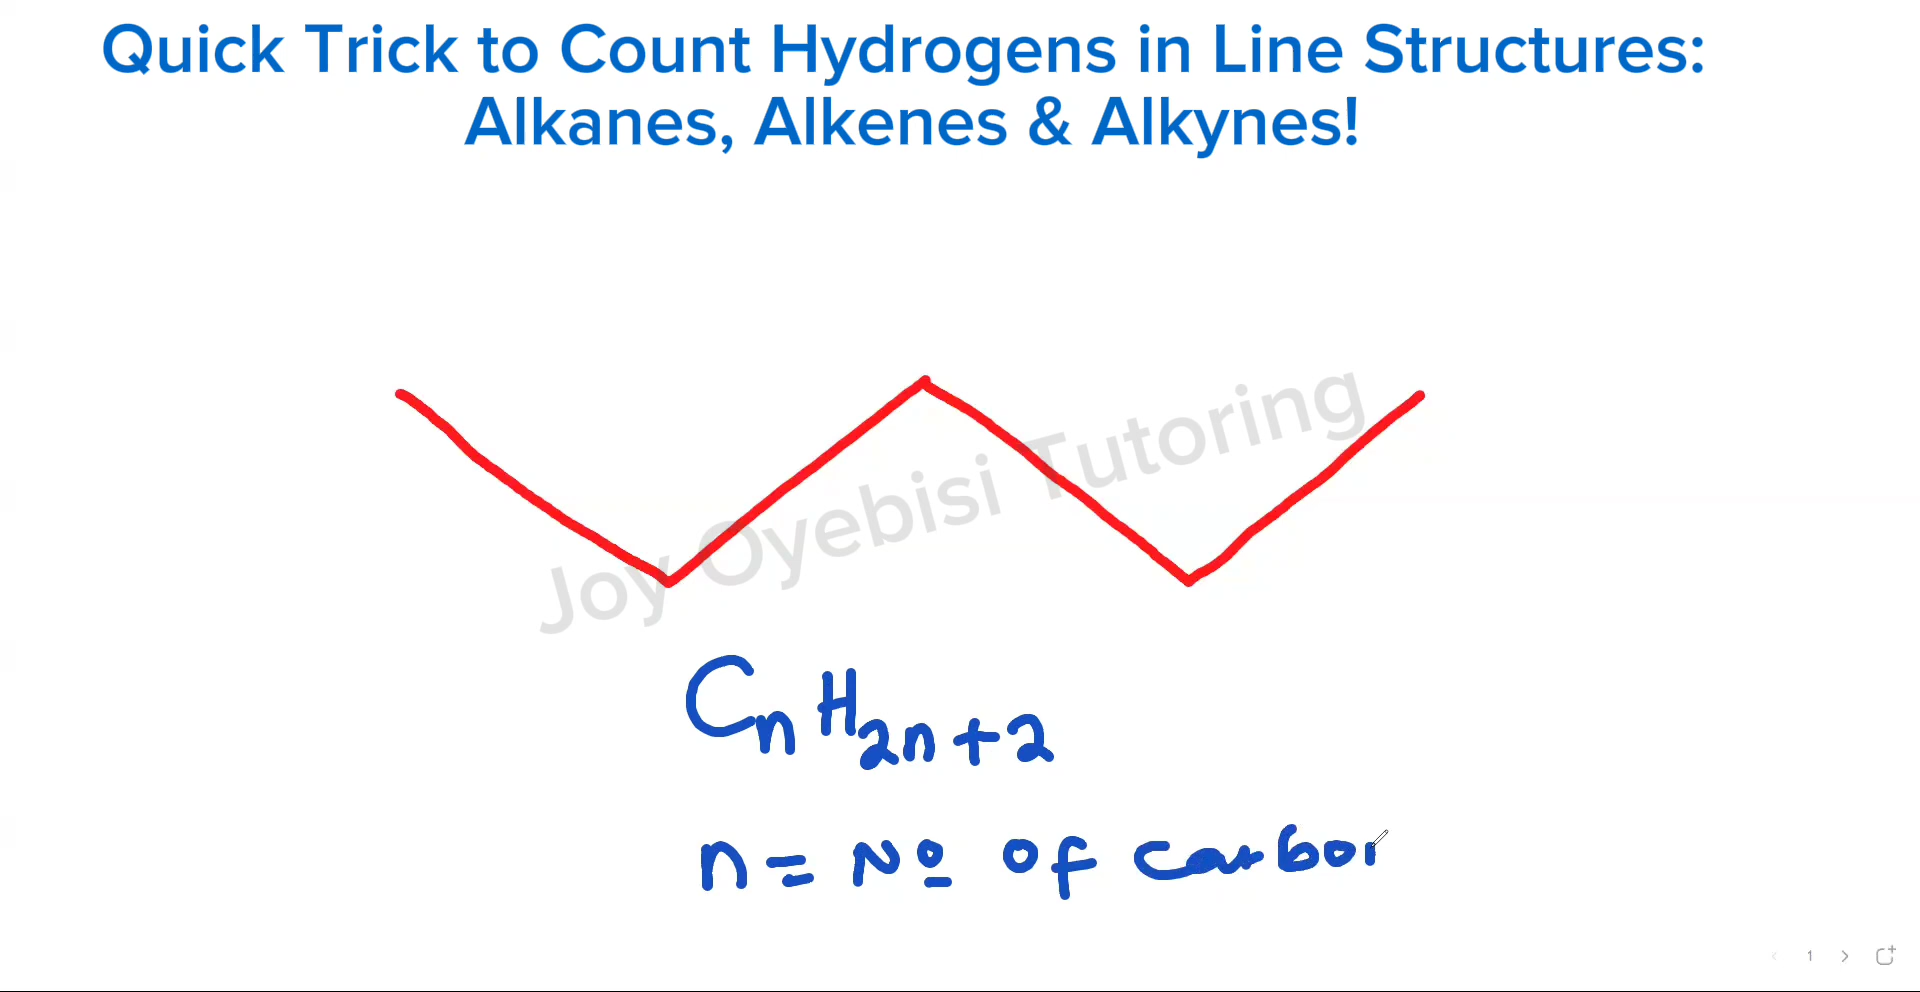 Quick Trick to Count Hydrogens in Line Structures:
Alkanes, Alkenes & Alkynes!
Joy Oyebisi Tutoring
CnH2n+2
n = No of carbon
1